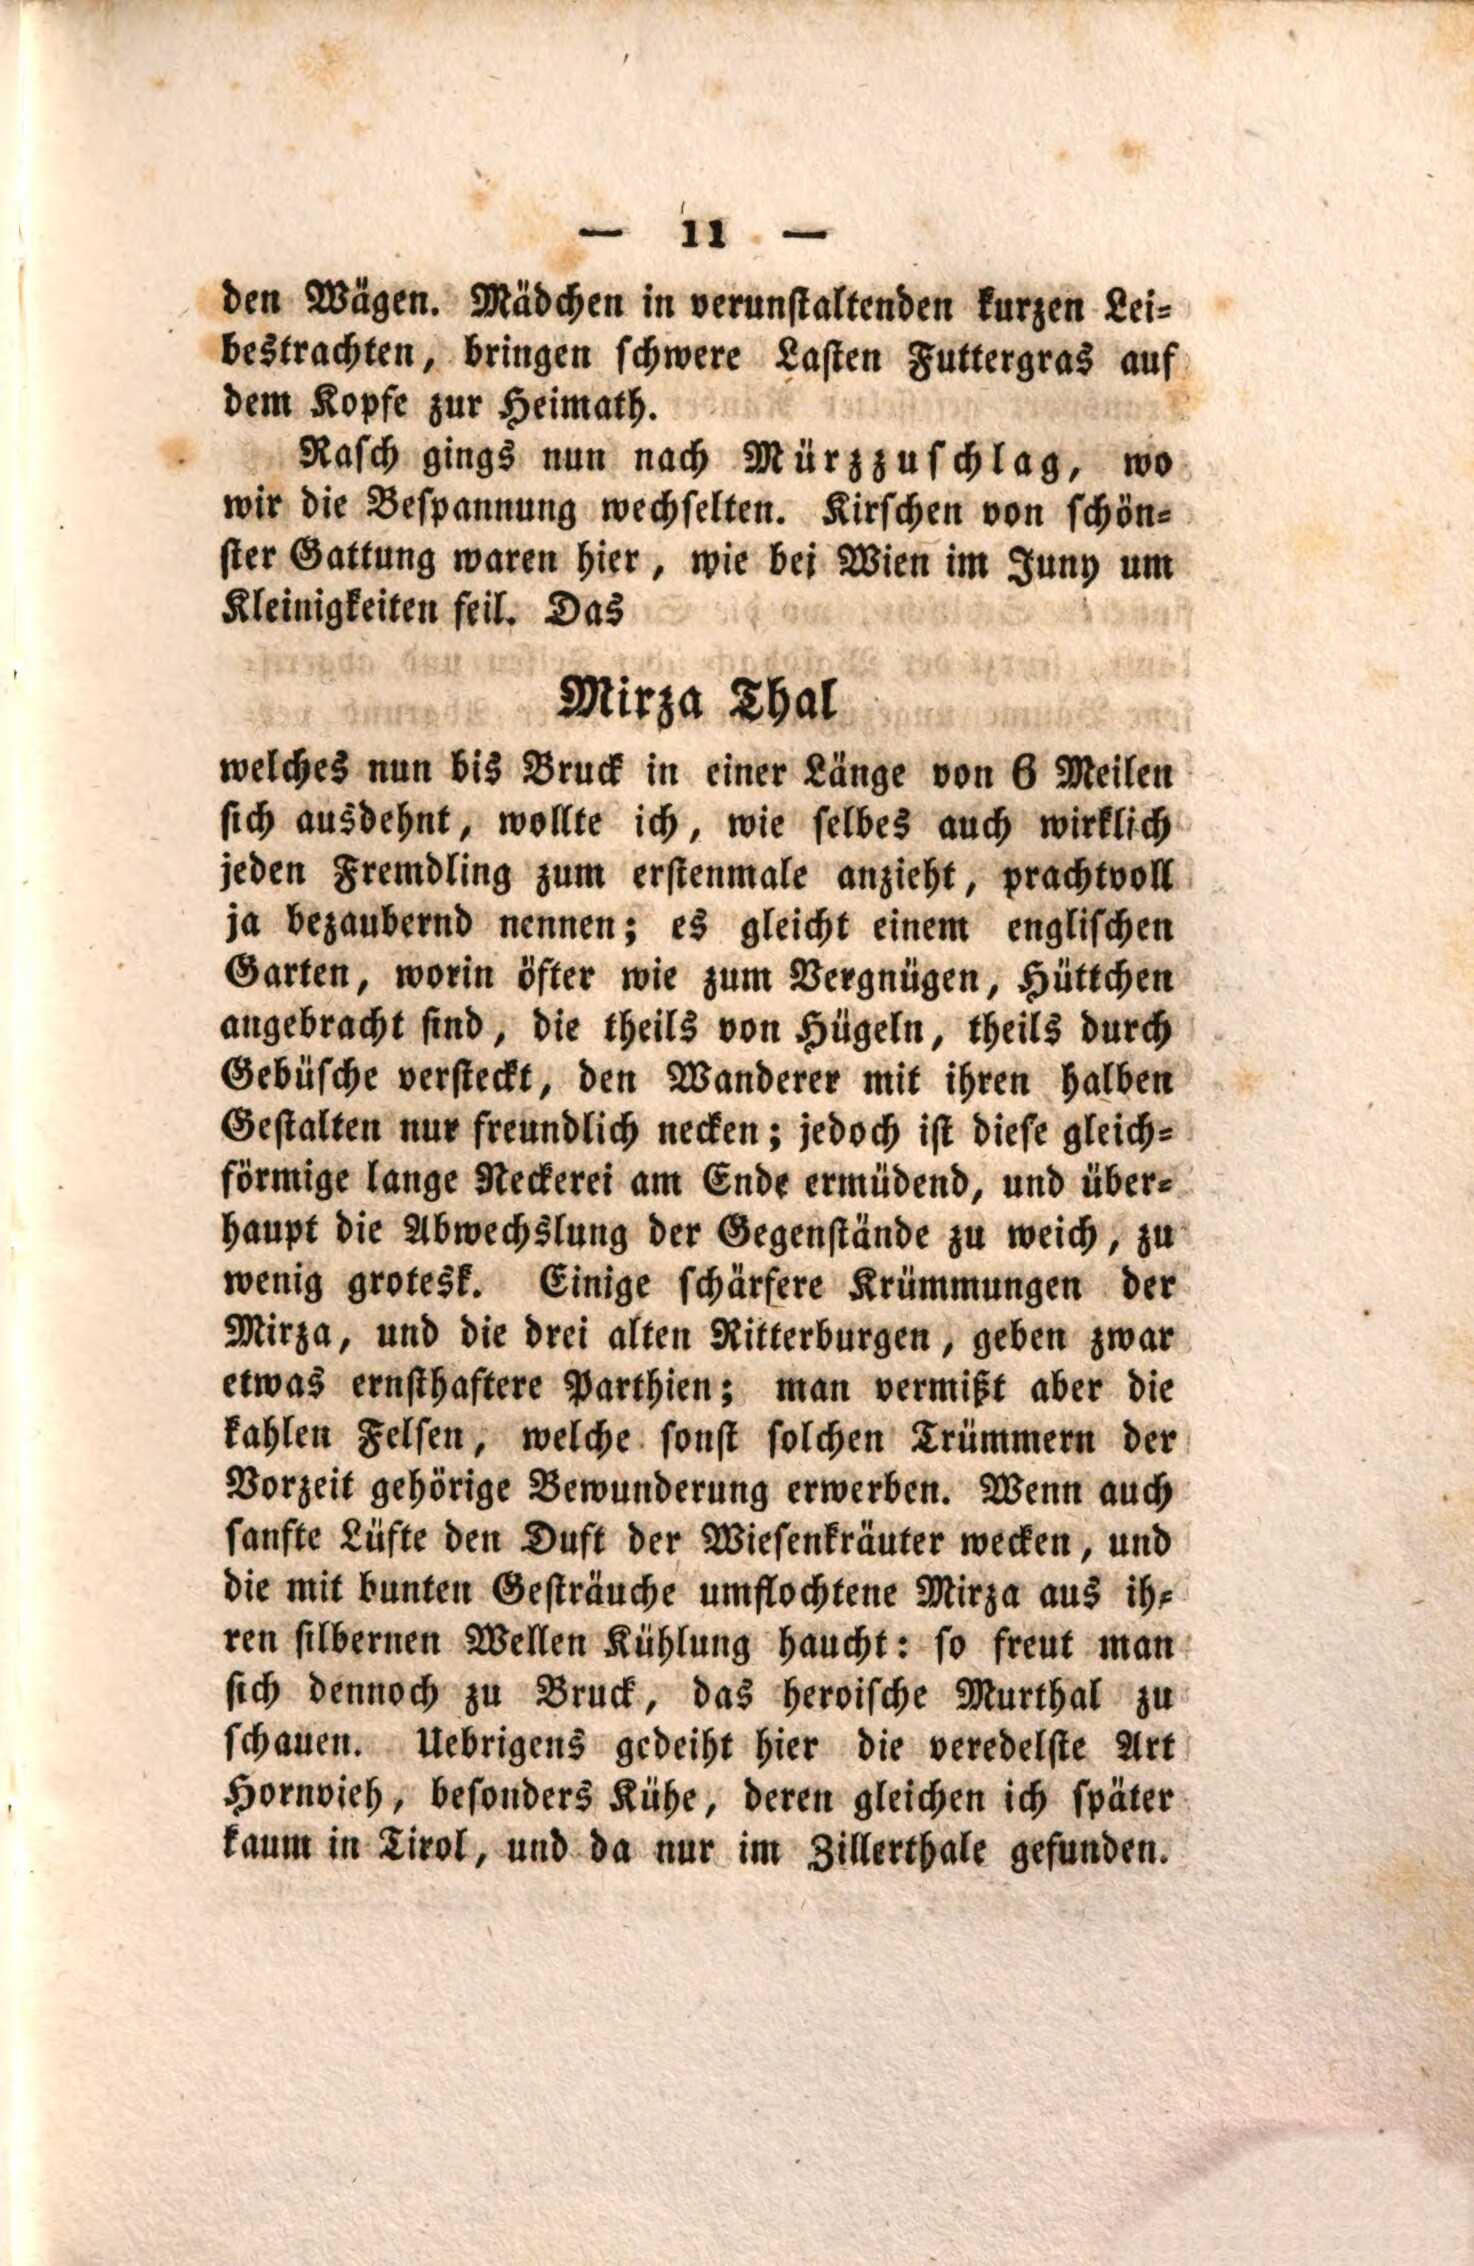 — 11 —
den Wägen. Mädchen in verunstaltenden kurzen Lei-
bestrachten, bringen schwere Lasten Futtergras auf
dem Kopfe zur Heimath.
Rasch gings nun nach Mürzzuschlag, wo
wir die Bespannung wechselten. Kirschen von schön-
ster Gattung waren hier, wie bei Wien im Juny um
Kleinigkeiten feil. Das
Mirza Thal
welches nun bis Bruck in einer Länge von 6 Meilen
sich ausdehnt, wollte ich, wie selbes auch wirklich
jeden Fremdling zum erstenmale anzieht, prachtvoll
ja bezaubernd nennen; es gleicht einem englischen
Garten, worin öfter wie zum Vergnügen, Hüttchen
angebracht sind, die theils von Hügeln, theils durch
Gebüsche versteckt, den Wanderer mit ihren halben
Gestalten nur freundlich necken; jedoch ist diese gleich-
förmige lange Neckerei am Ende ermüdend, und über-
haupt die Abwechslung der Gegenstände zu weich, zu
wenig grotesk. Einige schärfere Krümmungen der
Mirza, und die drei alten Ritterburgen, geben zwar
etwas ernsthaftere Parthien; man vermißt aber die
kahlen Felsen, welche sonst solchen Trümmern der
Vorzeit gehörige Bewunderung erwerben. Wenn auch
sanfte Lüfte den Duft der Wiesenkräuter wecken, und
die mit bunten Gesträuche umflochtene Mirza aus ih-
ren silbernen Wellen Kühlung haucht: so freut man
sich dennoch zu Bruck, das heroische Murthal zu
schauen. Uebrigens gedeiht hier die veredelste Art
Hornvieh, besonders Kühe, deren gleichen ich später
kaum in Tirol, und da nur im Zillerthale gefunden.